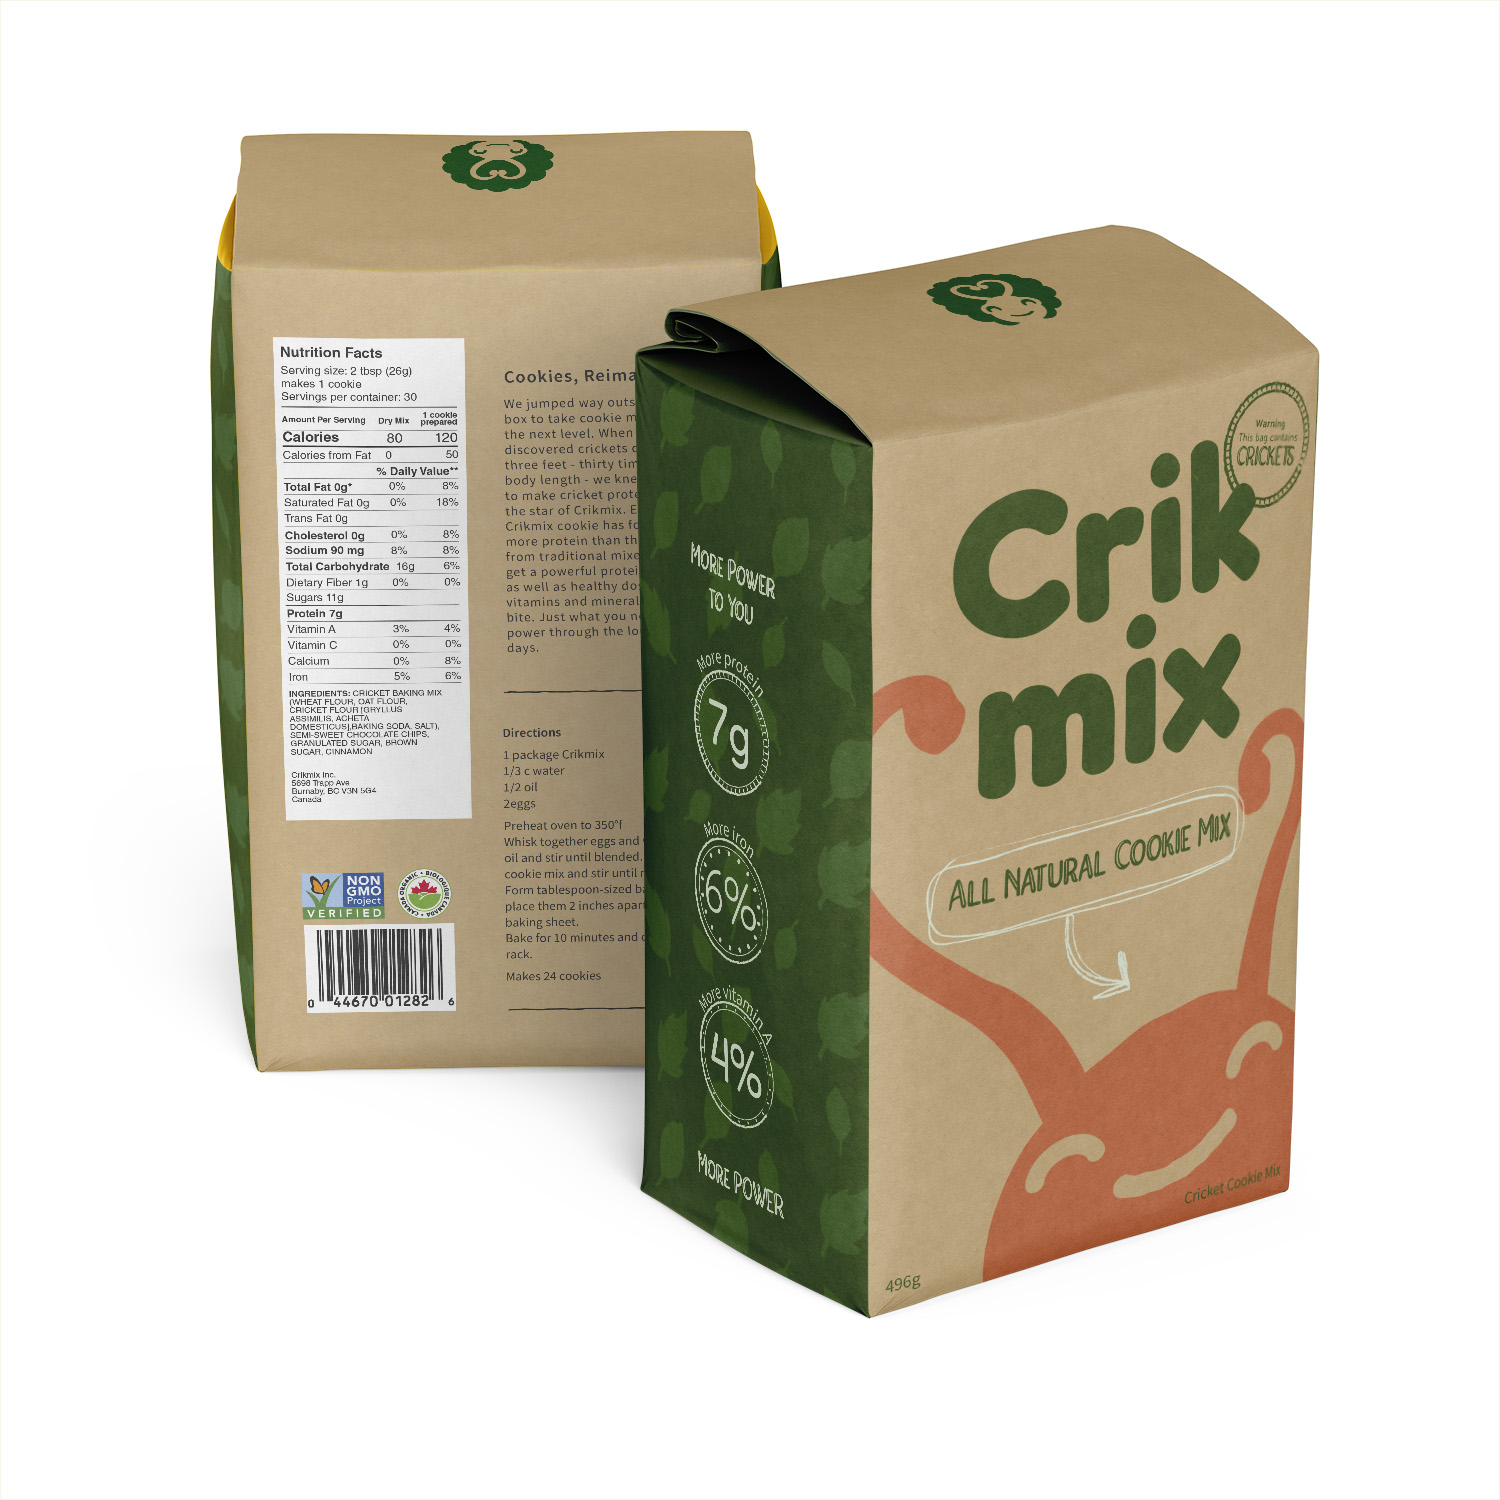 Nutrition Facts
Serving size: 2 tbsp (26g)
makes 1 cookie
Servings per container: 30
Amount Per Serving Dry Mix 1 cookie prepared
Calories 80 120
Calories from Fat 0 50
% Daily Value**
Total Fat 0g* 0% 8%
Saturated Fat 0g 0% 18%
Trans Fat 0g
Cholesterol 0g 0% 8%
Sodium 90 mg 8% 8%
Total Carbohydrate 16g 6%
Dietary Fiber 1g 0% 0%
Sugars 11g
Protein 7g
Vitamin A 3% 4%
Vitamin C 0% 0%
Calcium 0% 8%
Iron 5% 6%
INGREDIENTS: CRICKET BAKING MIX
(WHEAT FLOUR, OAT FLOUR,
CRICKET FLOUR [GRYLLUS
ASSIMILIS, ACHETA
DOMESTICUS],BAKING SODA, SALT),
SEMI-SWEET CHOCOLATE CHIPS,
GRANULATED SUGAR, BROWN
SUGAR, CINNAMON
Crikmix Inc.
5698 Trapp Ave
Burnaby, BC V3N 5G4
Canada
NON
GMO
Project
VERIFIED
CANADA ORGANIC • BIOLOGIQUE CANADA •
0 44670 01282 6
Cookies, Reima
We jumped way outs
box to take cookie m
the next level. When
discovered crickets c
three feet - thirty tim
body length - we kne
to make cricket prote
the star of Crikmix. E
Crikmix cookie has fo
more protein than th
from traditional mixe
get a powerful protei
as well as healthy dos
vitamins and mineral
bite. Just what you n
power through the lo
days.
Directions
1 package Crikmix
1/3 c water
1/2 oil
2eggs
Preheat oven to 350°f
Whisk together eggs and
oil and stir until blended.
cookie mix and stir until
Form tablespoon-sized ba
place them 2 inches apart
baking sheet.
Bake for 10 minutes and c
rack.
Makes 24 cookies
MORE POWER
TO YOU
More protein
7g
More iron
6%
More vitamin A
4%
MORE POWER
Warning
This bag contains
CRICKETS
Crik
mix
ALL NATURAL COOKIE MIX
Cricket Cookie Mix
496g